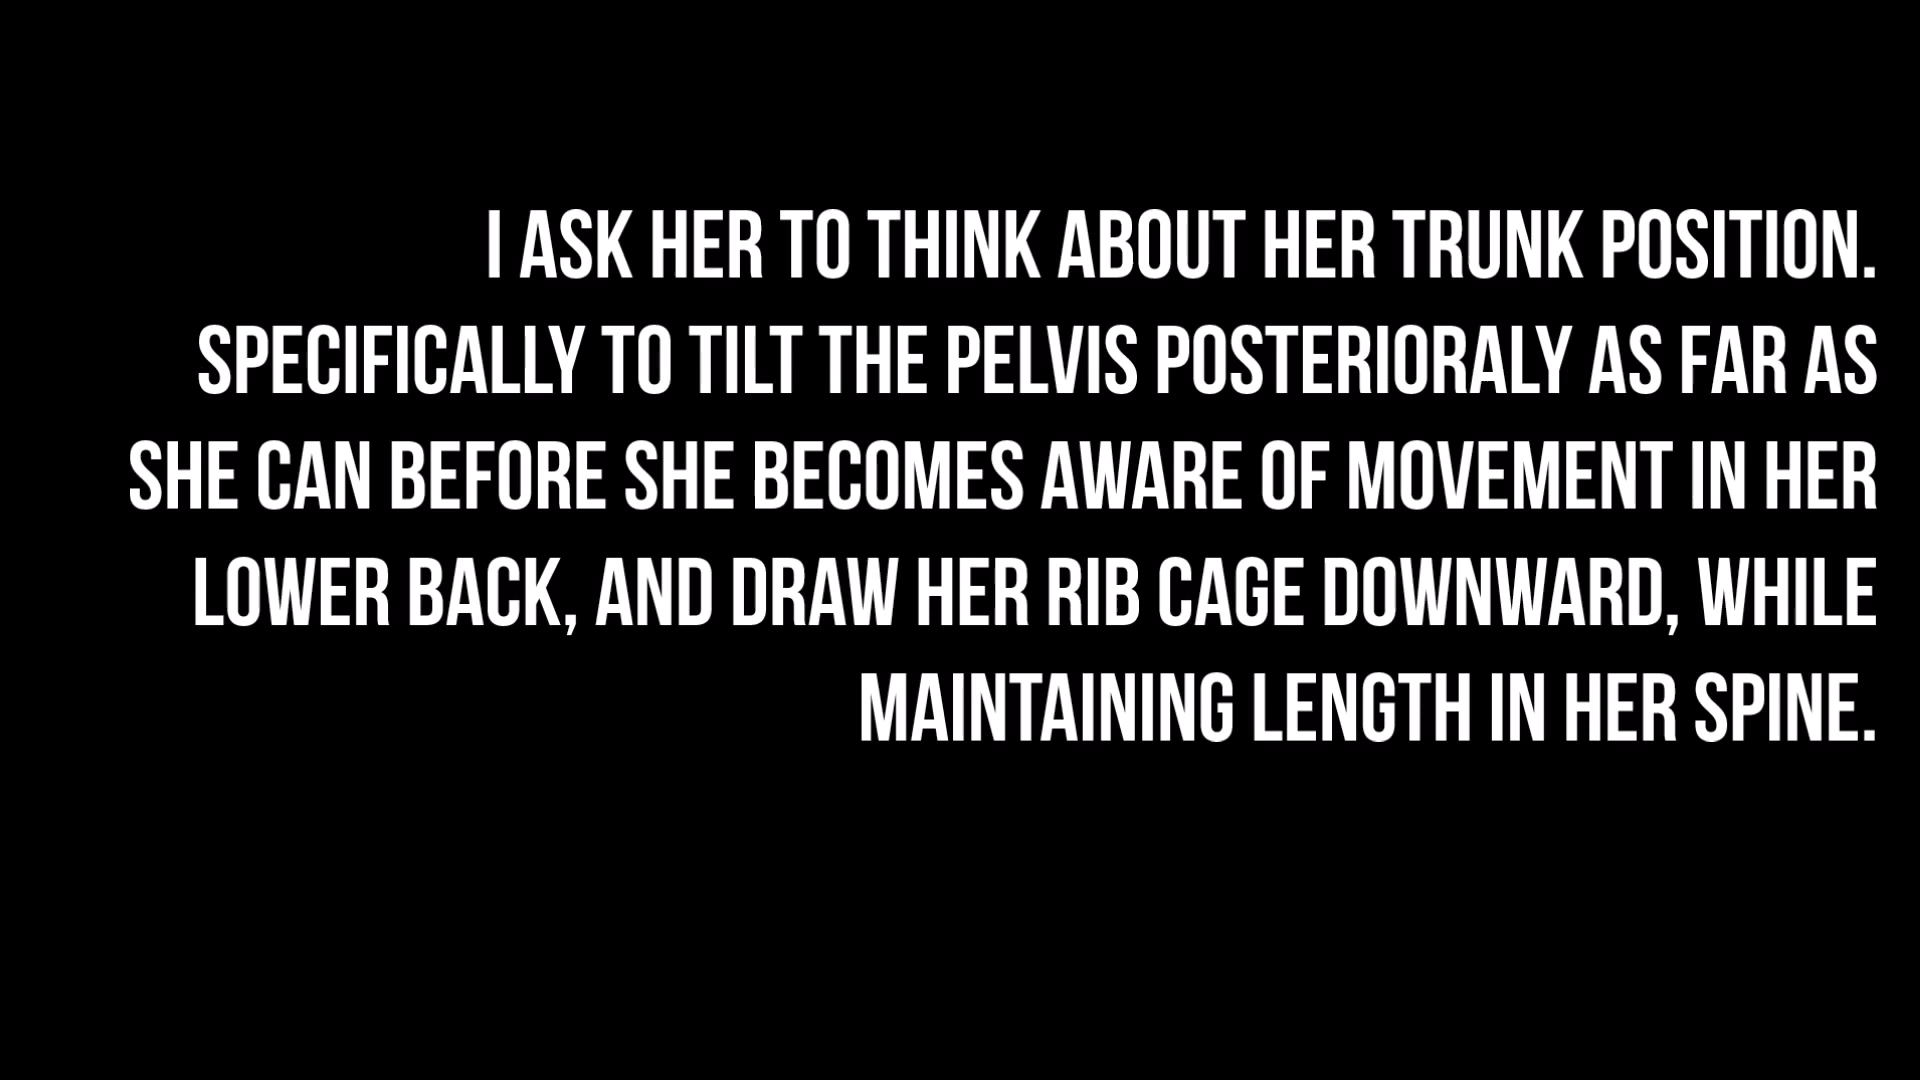 I ASK HER TO THINK ABOUT HER TRUNK POSITION.
SPECIFICALLY TO TILT THE PELVIS POSTERIORALY AS FAR AS
SHE CAN BEFORE SHE BECOMES AWARE OF MOVEMENT IN HER
LOWER BACK, AND DRAW HER RIB CAGE DOWNWARD, WHILE
MAINTAINING LENGTH IN HER SPINE.